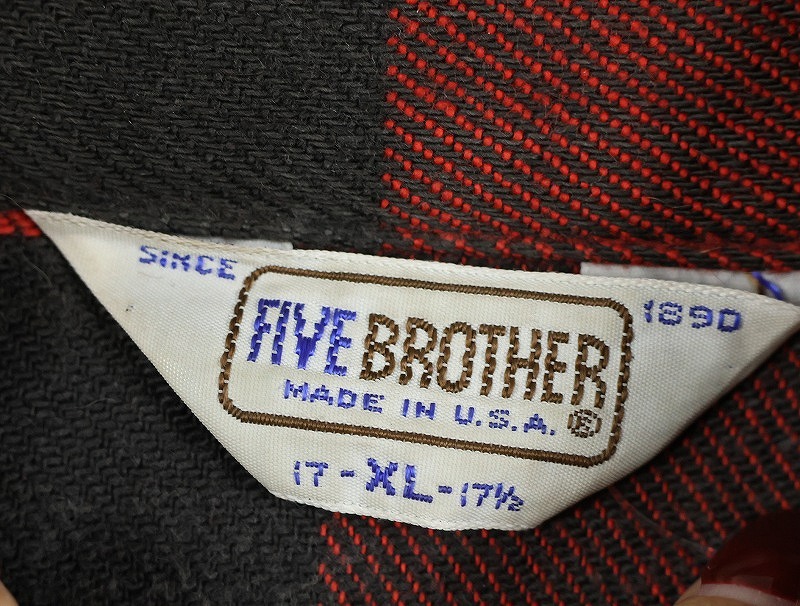 SINCE 1890
FIVE BROTHER
MADE IN U.S.A. ®
17 - XL - 17½